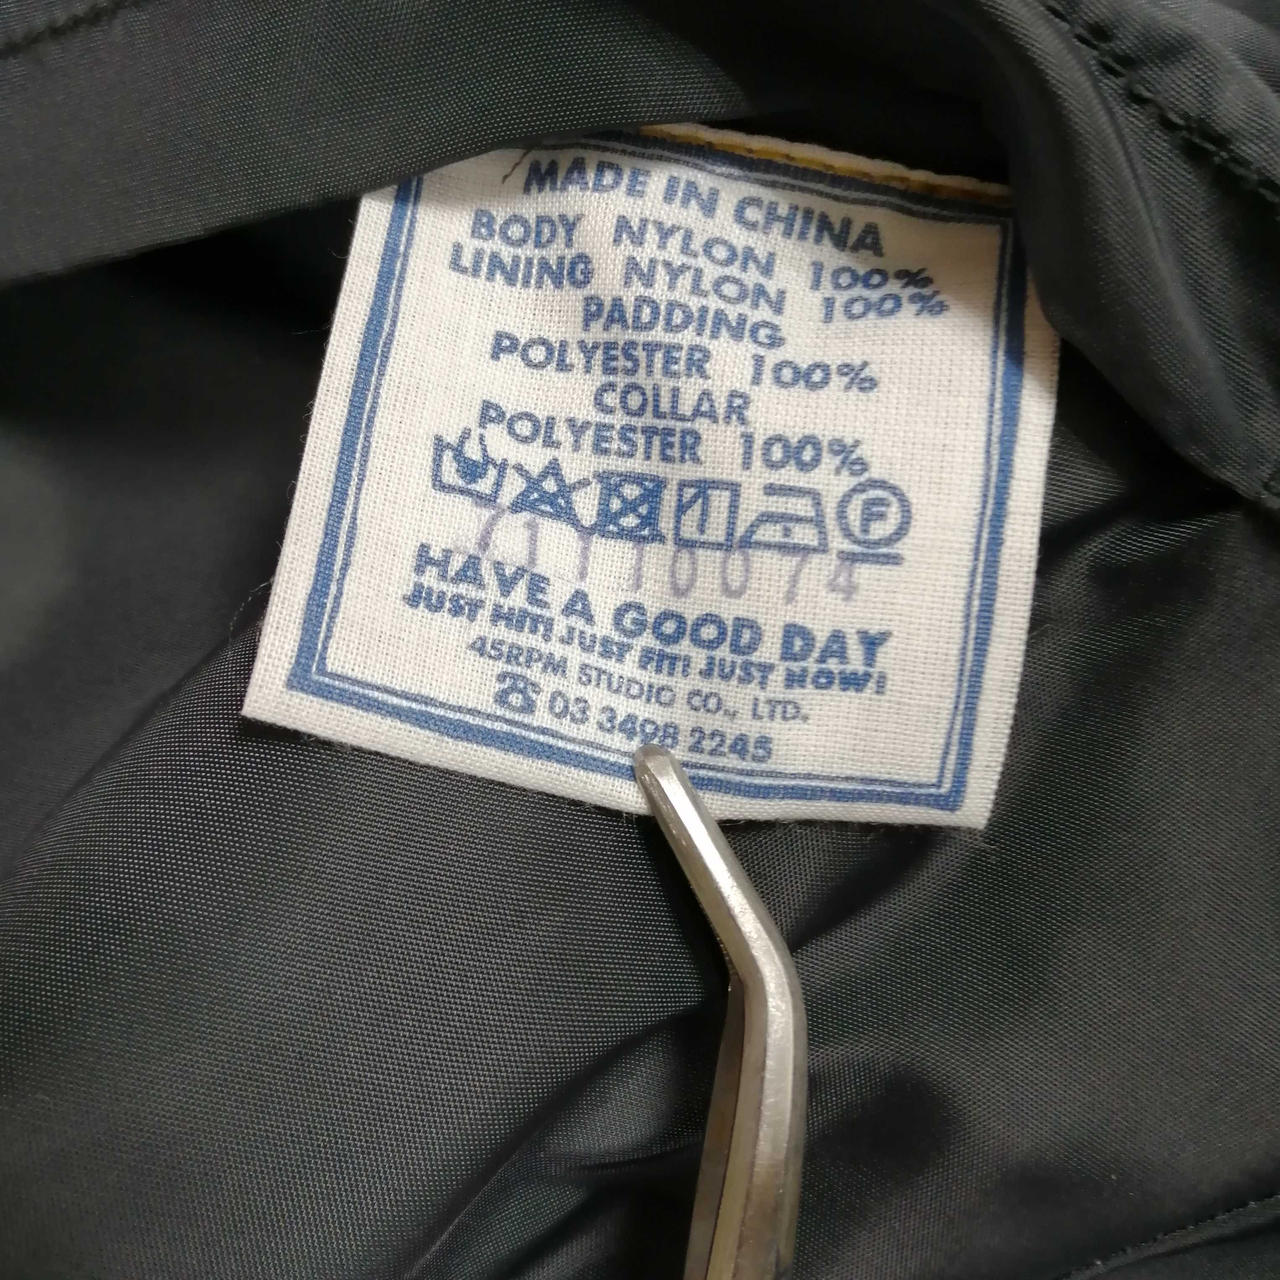 MADE IN CHINA
BODY NYLON 100%
LINING NYLON 100%
PADDING
POLYESTER 100%
COLLAR
POLYESTER 100%
F
HAVE A GOOD DAY
JUST HIT! JUST FIT! JUST NOW!
45RPM STUDIO CO., LTD.
☎ 03 3498 2245